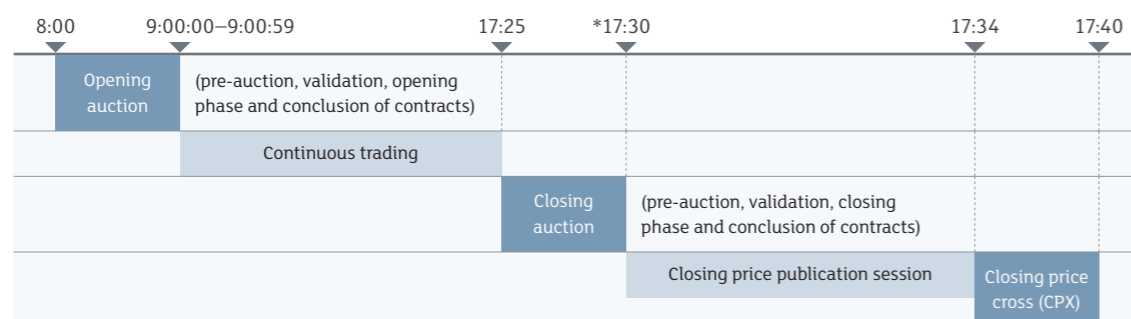 8:00 9:00:00–9:00:59 17:25 *17:30 17:34 17:40
Opening
auction
(pre-auction, validation, opening
phase and conclusion of contracts)
Continuous trading
Closing
auction
(pre-auction, validation, closing
phase and conclusion of contracts)
Closing price publication session
Closing price
cross (CPX)